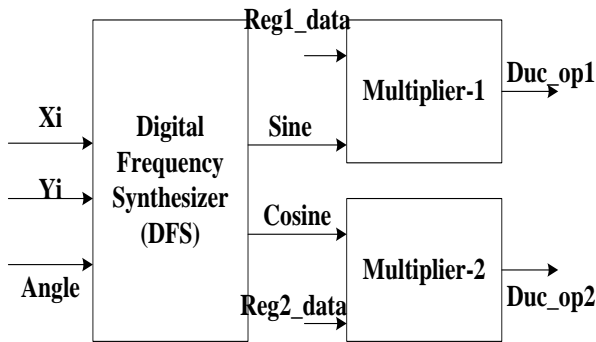 Reg1_data
Duc_op1
Multiplier-1
Xi
Digital
Frequency
Synthesizer
(DFS)
Sine
Yi
Cosine
Multiplier-2
Angle
Reg2_data
Duc_op2